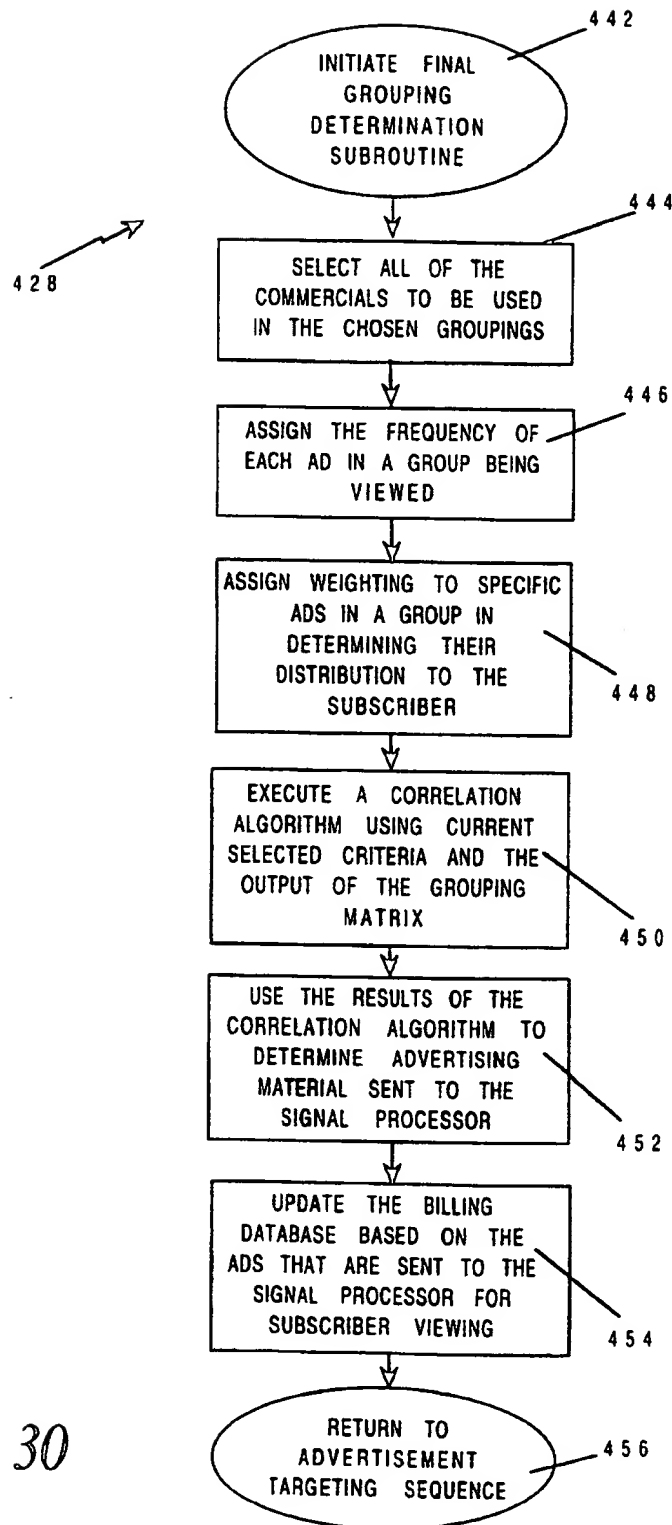 442
INITIATE FINAL
GROUPING
DETERMINATION
SUBROUTINE
428
444
SELECT ALL OF THE
COMMERCIALS TO BE USED
IN THE CHOSEN GROUPINGS
446
ASSIGN THE FREQUENCY OF
EACH AD IN A GROUP BEING
VIEWED
ASSIGN WEIGHTING TO SPECIFIC
ADS IN A GROUP IN
DETERMINING THEIR
DISTRIBUTION TO THE
SUBSCRIBER
448
EXECUTE A CORRELATION
ALGORITHM USING CURRENT
SELECTED CRITERIA AND THE
OUTPUT OF THE GROUPING
MATRIX
450
USE THE RESULTS OF THE
CORRELATION ALGORITHM TO
DETERMINE ADVERTISING
MATERIAL SENT TO THE
SIGNAL PROCESSOR
452
UPDATE THE BILLING
DATABASE BASED ON THE
ADS THAT ARE SENT TO THE
SIGNAL PROCESSOR FOR
SUBSCRIBER VIEWING
454
30
RETURN TO
ADVERTISEMENT
TARGETING SEQUENCE
456